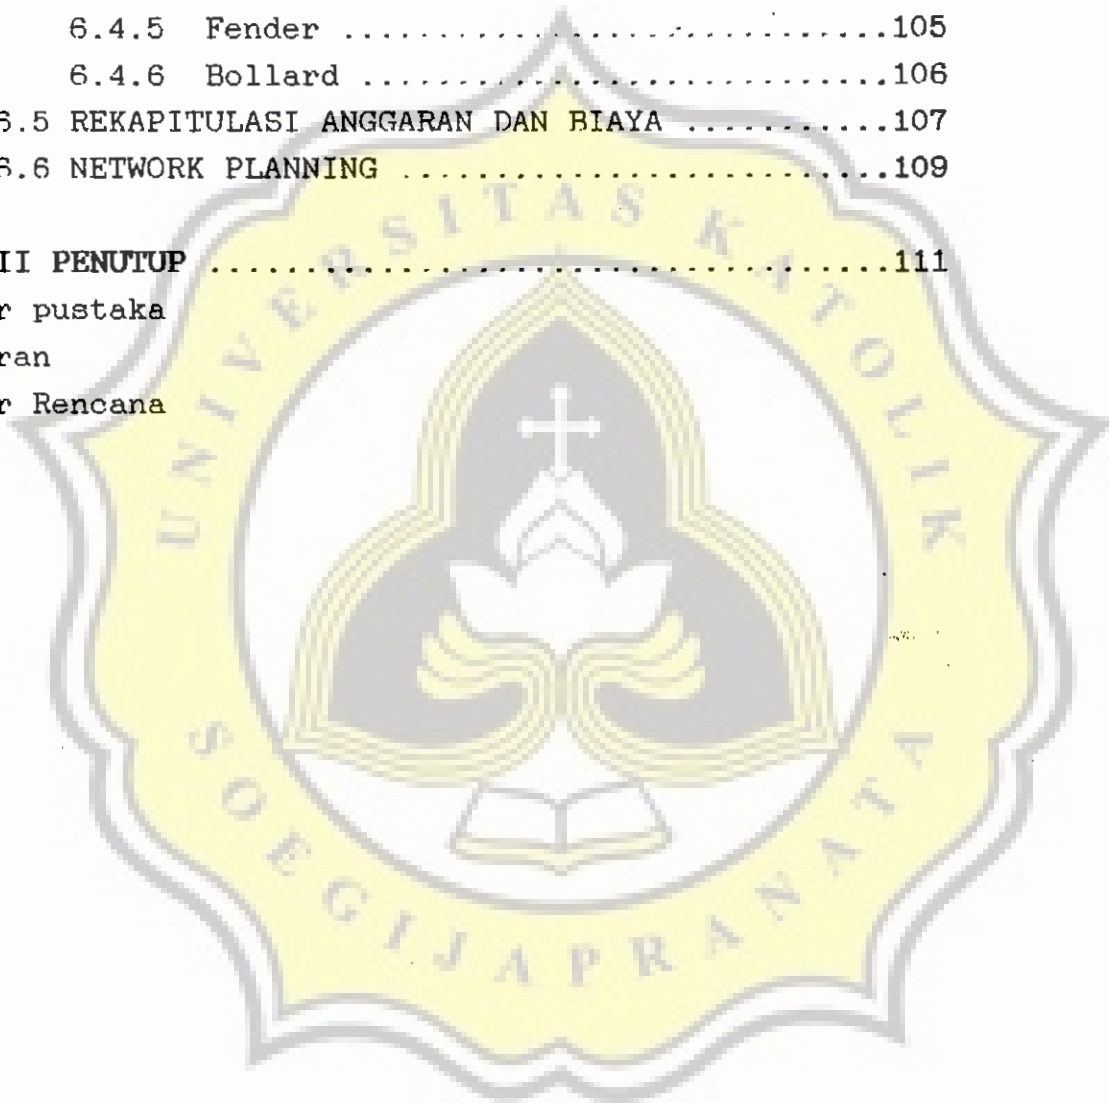 6.4.5 Fender ..............................105
6.4.6 Bollard .............................106
6.5 REKAPITULASI ANGGARAN DAN BIAYA ...........107
6.6 NETWORK PLANNING ...........................109
II PENUTUP ......................................111
r pustaka
ran
r Rencana
UNIVERSITAS KATOLIK
SOEGIJAPRANATA